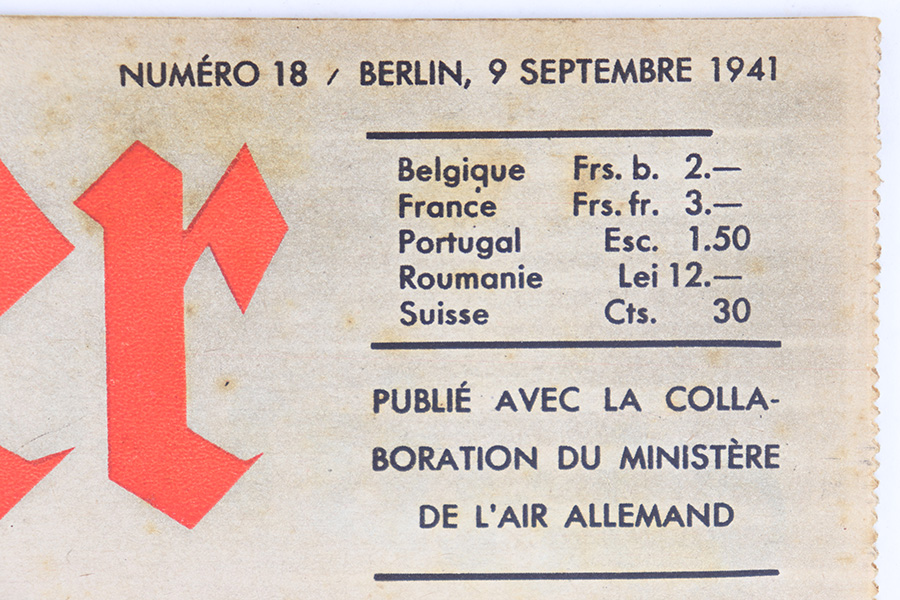 NUMÉRO 18 / BERLIN, 9 SEPTEMBRE 1941
er
Belgique Frs. b. 2.—
France Frs. fr. 3.—
Portugal Esc. 1.50
Roumanie Lei 12.—
Suisse Cts. 30
PUBLIÉ AVEC LA COLLA-
BORATION DU MINISTÈRE
DE L'AIR ALLEMAND